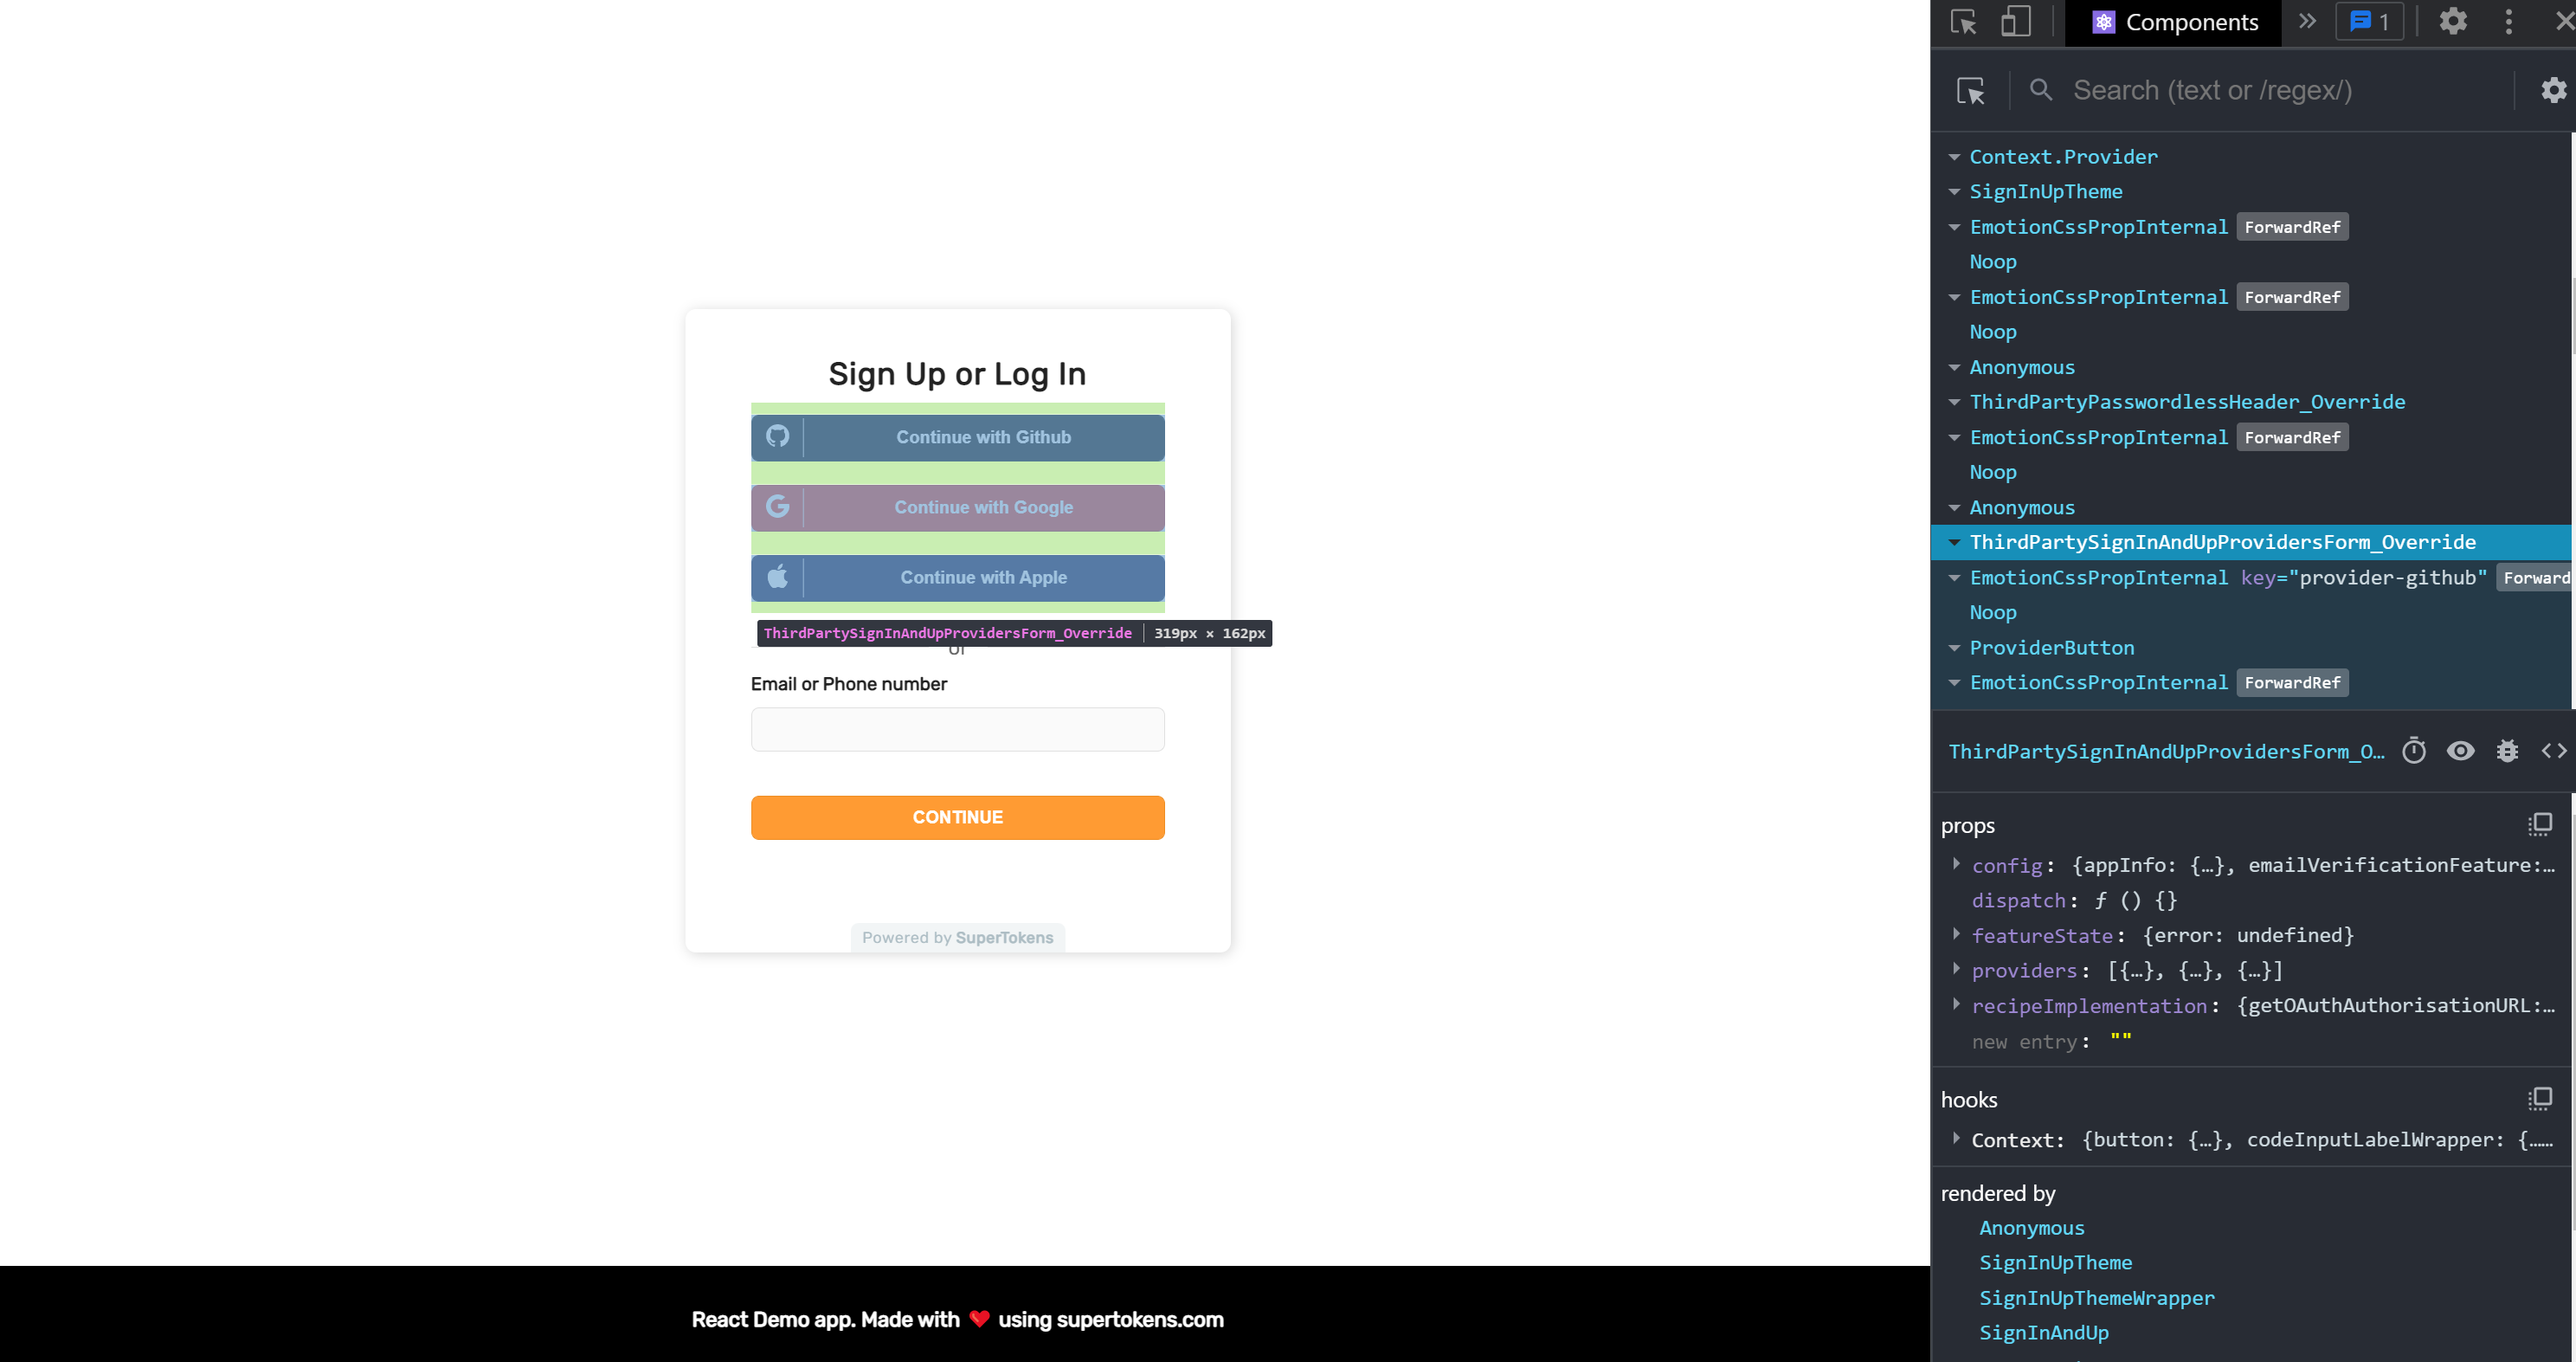 Sign Up or Log In
Continue with Github
Continue with Google
Continue with Apple
ThirdPartySignInAndUpProvidersForm_Override 319px × 162px
or
Email or Phone number
CONTINUE
Powered by SuperTokens
React Demo app. Made with ❤️ using supertokens.com
Components
1
Search (text or /regex/)
Context.Provider
SignInUpTheme
EmotionCssPropInternal ForwardRef
Noop
EmotionCssPropInternal ForwardRef
Noop
Anonymous
ThirdPartyPasswordlessHeader_Override
EmotionCssPropInternal ForwardRef
Noop
Anonymous
ThirdPartySignInAndUpProvidersForm_Override
EmotionCssPropInternal key="provider-github" Forward
Noop
ProviderButton
EmotionCssPropInternal ForwardRef
ThirdPartySignInAndUpProvidersForm_O…
props
config: {appInfo: {…}, emailVerificationFeature:…
dispatch: ƒ () {}
featureState: {error: undefined}
providers: [{…}, {…}, {…}]
recipeImplementation: {getOAuthAuthorisationURL:…
new entry: ""
hooks
Context: {button: {…}, codeInputLabelWrapper: {……
rendered by
Anonymous
SignInUpTheme
SignInUpThemeWrapper
SignInAndUp